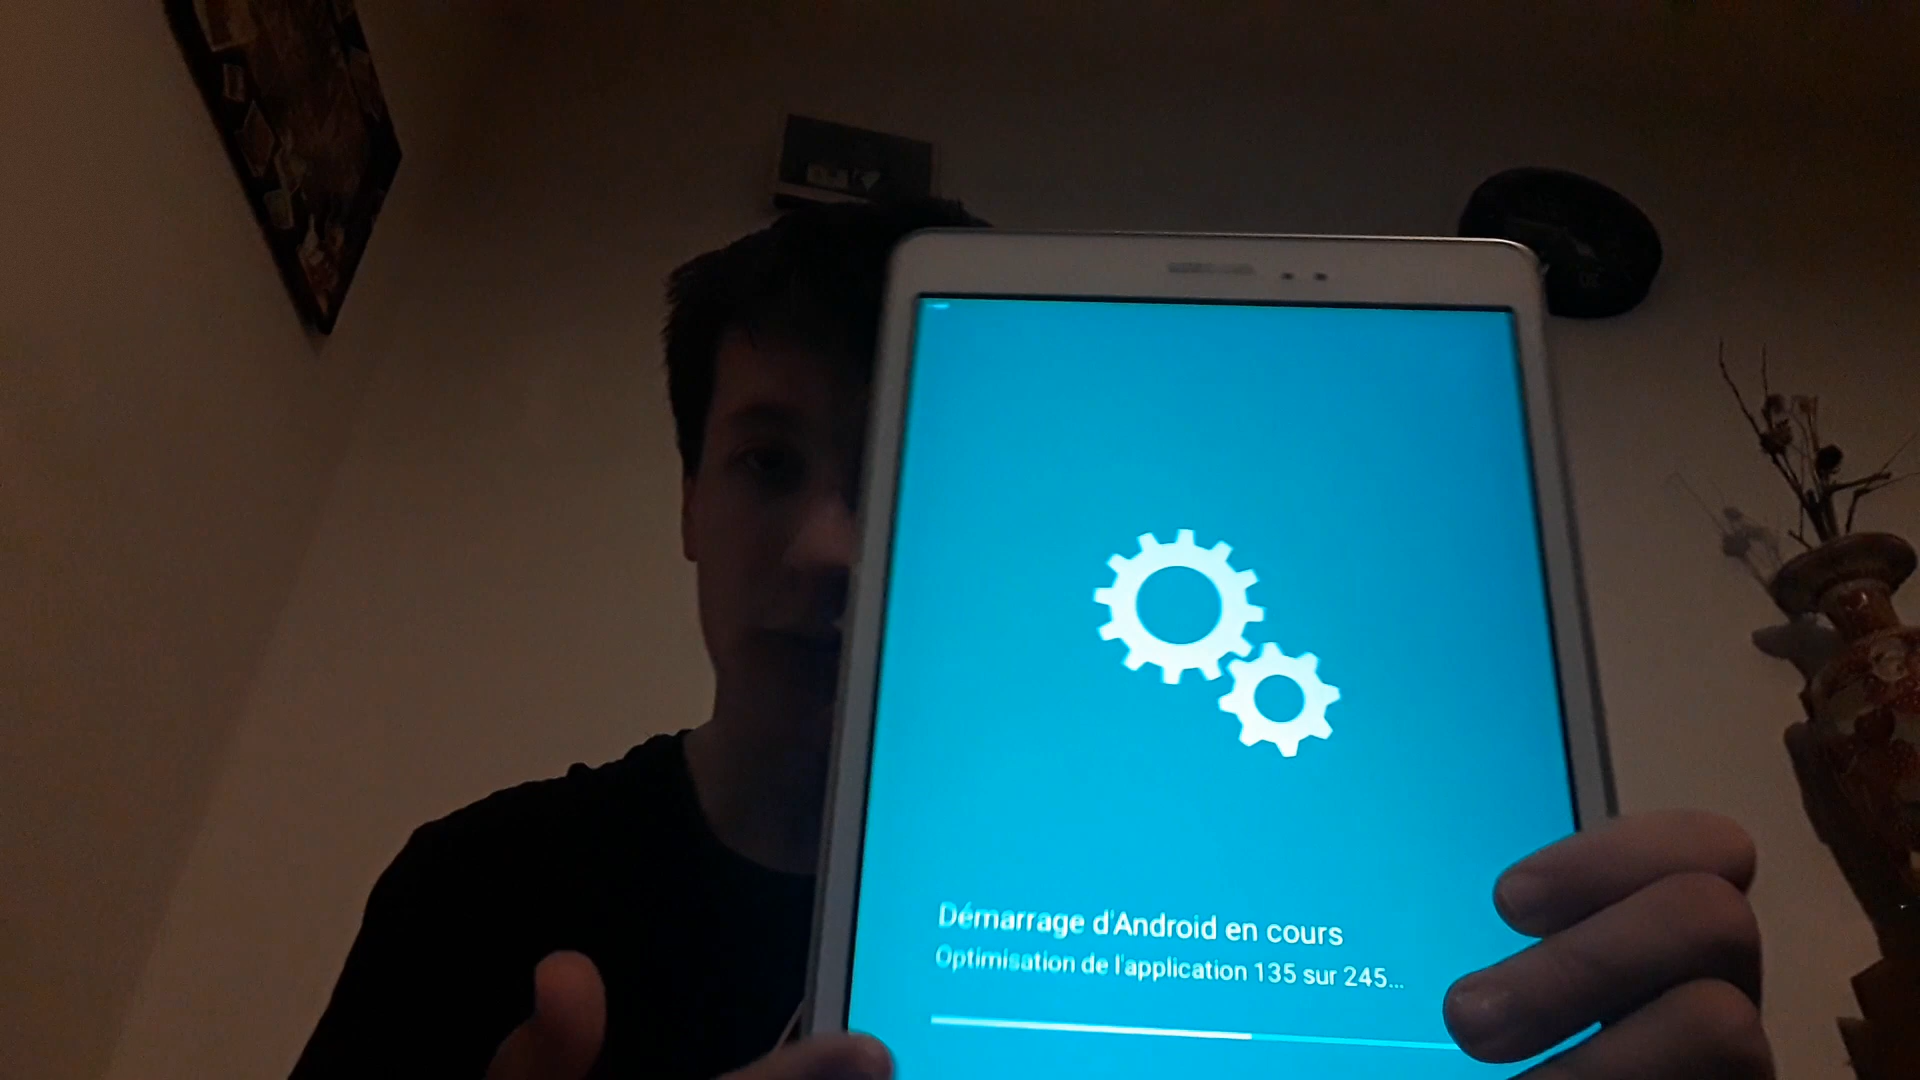 Démarrage d'Android en cours
Optimisation de l'application 135 sur 245...